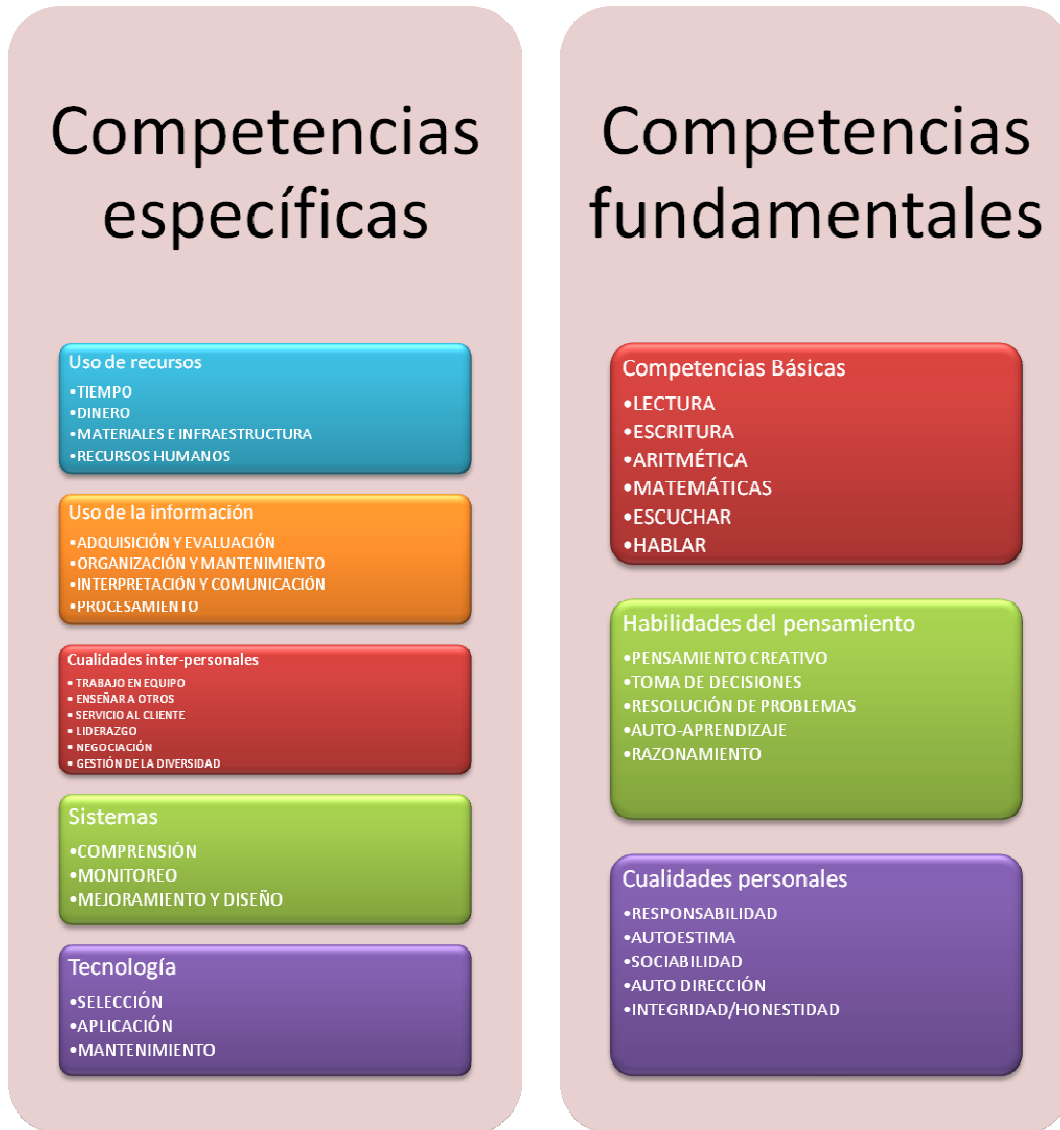 Competencias
específicas
Uso de recursos
•TIEMPO
•DINERO
•MATERIALES E INFRAESTRUCTURA
•RECURSOS HUMANOS
Uso de la información
•ADQUISICIÓN Y EVALUACIÓN
•ORGANIZACIÓN Y MANTENIMIENTO
•INTERPRETACIÓN Y COMUNICACIÓN
•PROCESAMIENTO
Cualidades inter-personales
▪ TRABAJO EN EQUIPO
▪ ENSEÑAR A OTROS
▪ SERVICIO AL CLIENTE
▪ LIDERAZGO
▪ NEGOCIACIÓN
▪ GESTIÓN DE LA DIVERSIDAD
Sistemas
•COMPRENSIÓN
•MONITOREO
•MEJORAMIENTO Y DISEÑO
Tecnología
•SELECCIÓN
•APLICACIÓN
•MANTENIMIENTO
Competencias
fundamentales
Competencias Básicas
•LECTURA
•ESCRITURA
•ARITMÉTICA
•MATEMÁTICAS
•ESCUCHAR
•HABLAR
Habilidades del pensamiento
•PENSAMIENTO CREATIVO
•TOMA DE DECISIONES
•RESOLUCIÓN DE PROBLEMAS
•AUTO-APRENDIZAJE
•RAZONAMIENTO
Cualidades personales
•RESPONSABILIDAD
•AUTOESTIMA
•SOCIABILIDAD
•AUTO DIRECCIÓN
•INTEGRIDAD/HONESTIDAD